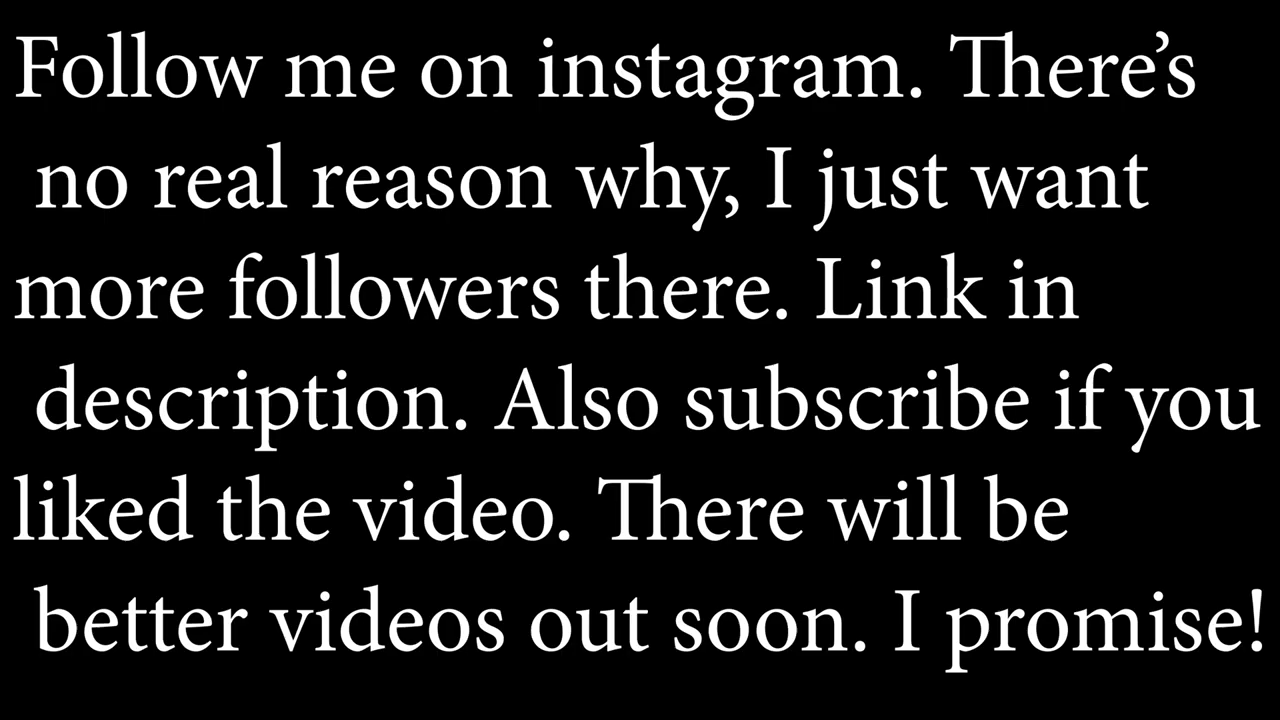 Follow me on instagram. There’s
no real reason why, I just want
more followers there. Link in
description. Also subscribe if you
liked the video. There will be
better videos out soon. I promise!